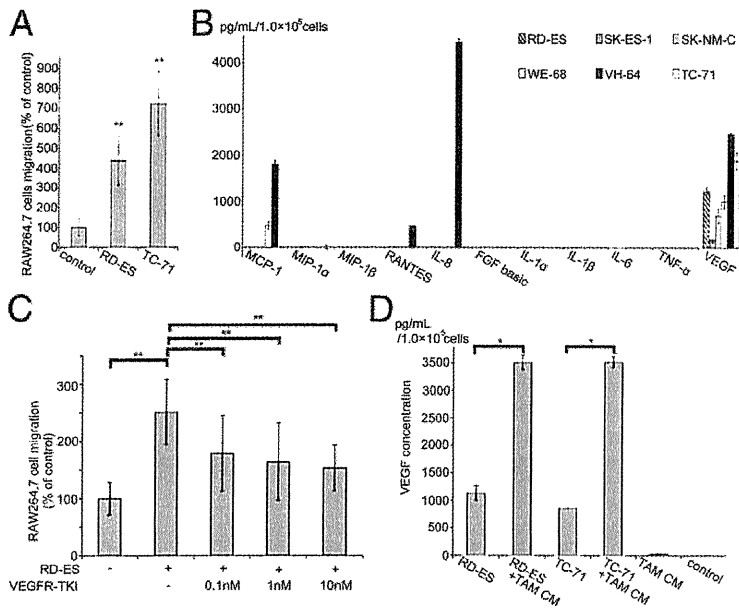 A
RAW264,7 cells migration(% of control)
900
800
700
600
500
400
300
200
100
0
**
**
control
RD-ES
TC-71
B
pg/mL/1.0×10⁵cells
RD-ES
SK-ES-1
SK-NM-C
WE-68
VH-64
TC-71
4000
2000
0
MCP-1
MIP-1α
MIP-1β
RANTES
IL-8
FGF basic
IL-1α
IL-1β
IL-6
TNF-α
VEGF
C
RAW264,7 cell migration
(% of control)
300
200
100
0
**
**
**
**
RD-ES - + + + +
VEGFR-TKI - 0.1nM 1nM 10nM
D
pg/mL
/1.0×10⁵cells
VEGF concentration
3500
3000
2500
2000
1500
1000
500
0
*
*
RD-ES
RD-ES
+TAM CM
TC-71
TC-71
+TAM CM
TAM CM
control